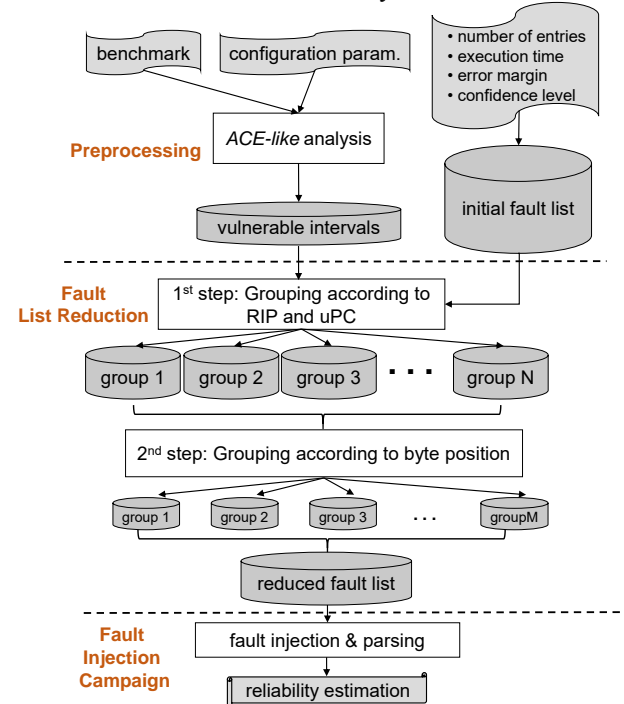 benchmark
configuration param.
• number of entries
• execution time
• error margin
• confidence level
Preprocessing
ACE-like analysis
vulnerable intervals
initial fault list
Fault
List Reduction
1st step: Grouping according to
RIP and uPC
group 1
group 2
group 3
. . .
group N
2nd step: Grouping according to byte position
group 1
group 2
group 3
. . .
groupM
reduced fault list
Fault
Injection
Campaign
fault injection & parsing
reliability estimation